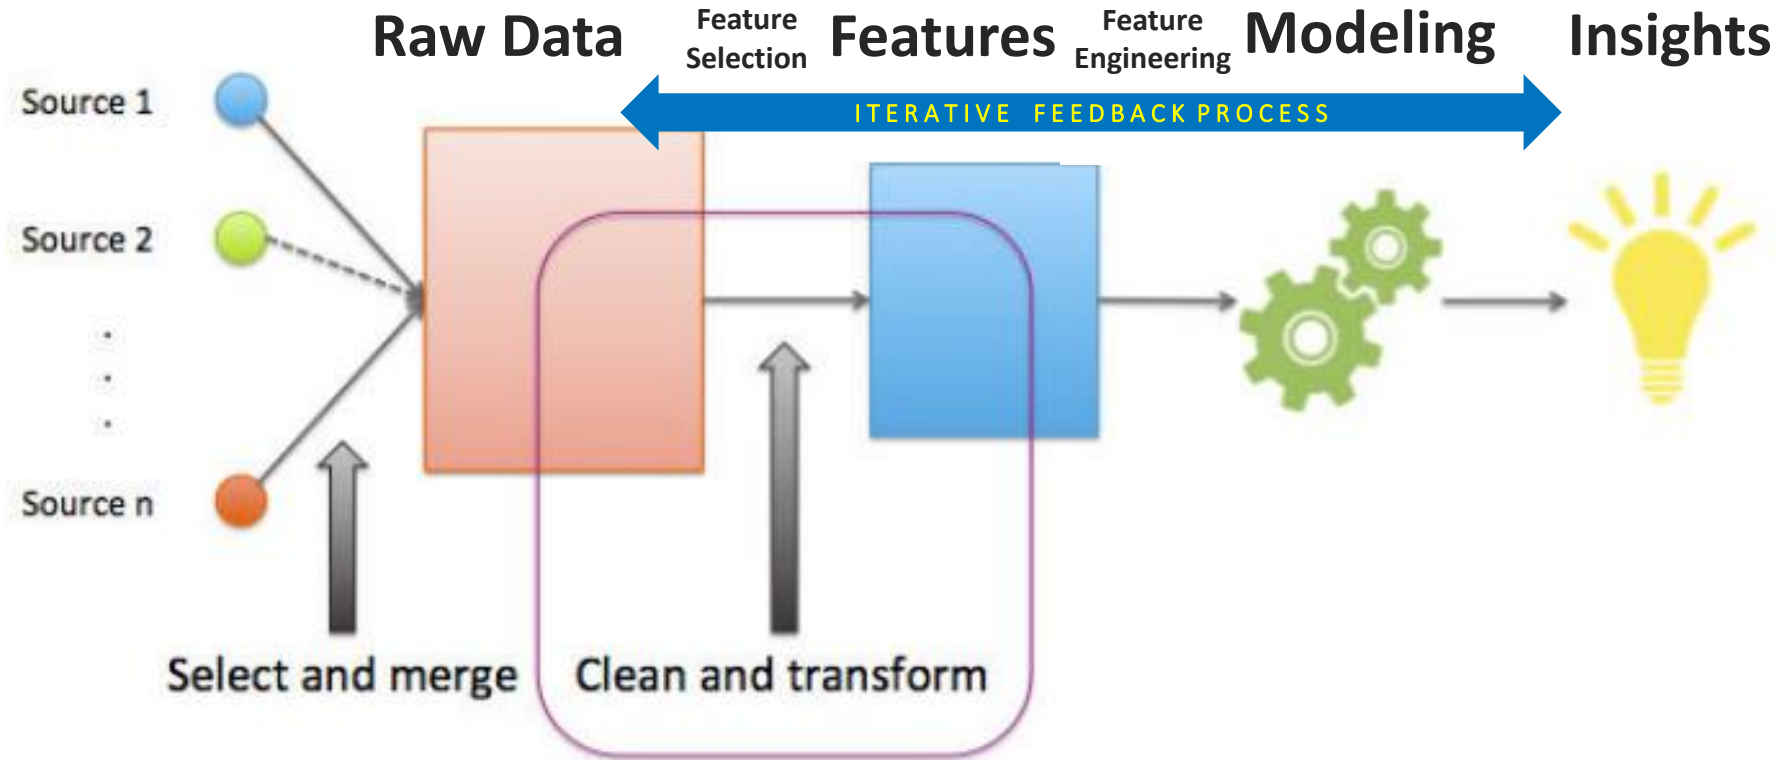 Raw Data
Feature
Selection
Features
Feature
Engineering
Modeling
Insights
ITERATIVE FEEDBACK PROCESS
Source 1
Source 2
.
.
.
Source n
Select and merge
Clean and transform